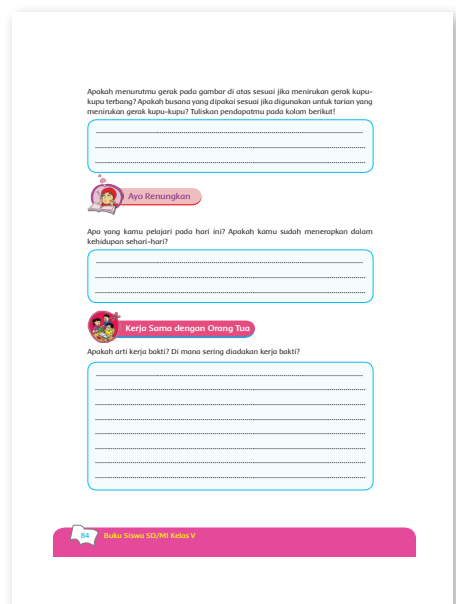 Apakah menurutmu gerak pada gambar di atas sesuai jika menirukan gerak kupu-
kupu terbang? Apakah busana yang dipakai sesuai jika digunakan untuk tarian yang
menirukan gerak kupu-kupu? Tuliskan pendapatmu pada kolom berikut!
Ayo Renungkan
Apa yang kamu pelajari pada hari ini? Apakah kamu sudah menerapkan dalam
kehidupan sehari-hari?
Kerja Sama dengan Orang Tua
Apakah arti kerja bakti? Di mana sering diadakan kerja bakti?
84 Buku Siswa SD/MI Kelas V